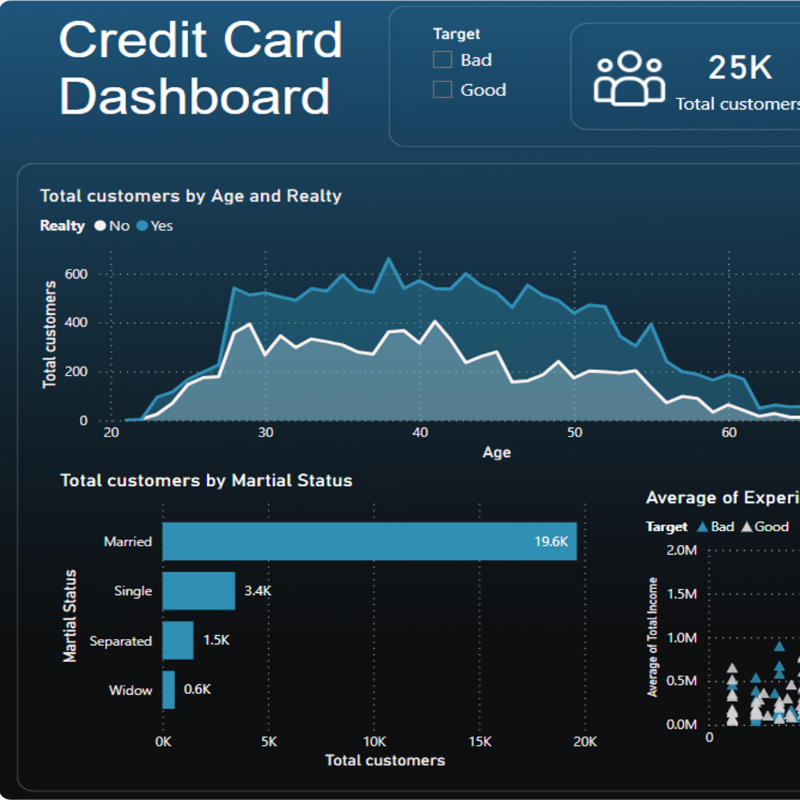 Credit Card
Dashboard
Target
Bad
Good
25K
Total customers
Total customers by Age and Realty
Realty No Yes
Total customers
600
400
200
0
20 30 40 50 60
Age
Total customers by Martial Status
Martial Status
Married 19.6K
Single 3.4K
Separated 1.5K
Widow 0.6K
0K 5K 10K 15K 20K
Total customers
Average of Experi
Target Bad Good
Average of Total Income
2.0M
1.5M
1.0M
0.5M
0.0M
0